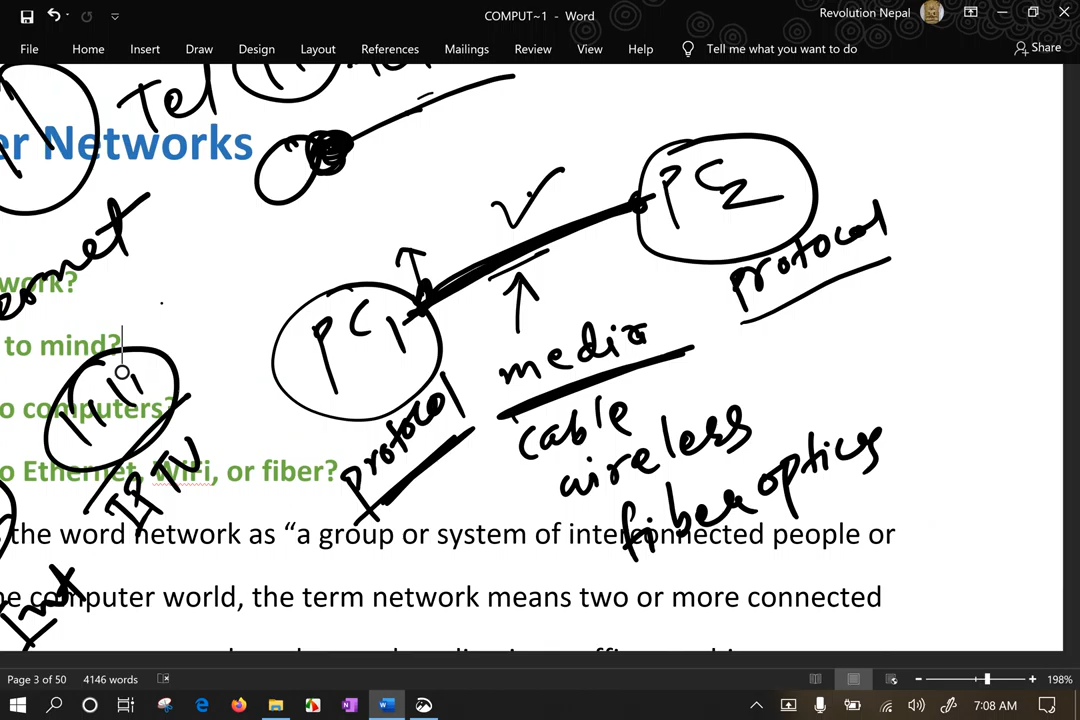 COMPUT~1 - Word
Revolution Nepal
File Home Insert Draw Design Layout References Mailings Review View Help Tell me what you want to do Share
Tel
er Networks
PC2
protocol
work?
PC1
to mind?
media
protocol
o computers?
cable
wireless
fiber optics
o Ethernet, WiFi, or fiber?
IPTV
the word network as “a group or system of interconnected people or
e computer world, the term network means two or more connected
Page 3 of 50 4146 words 198%
7:08 AM